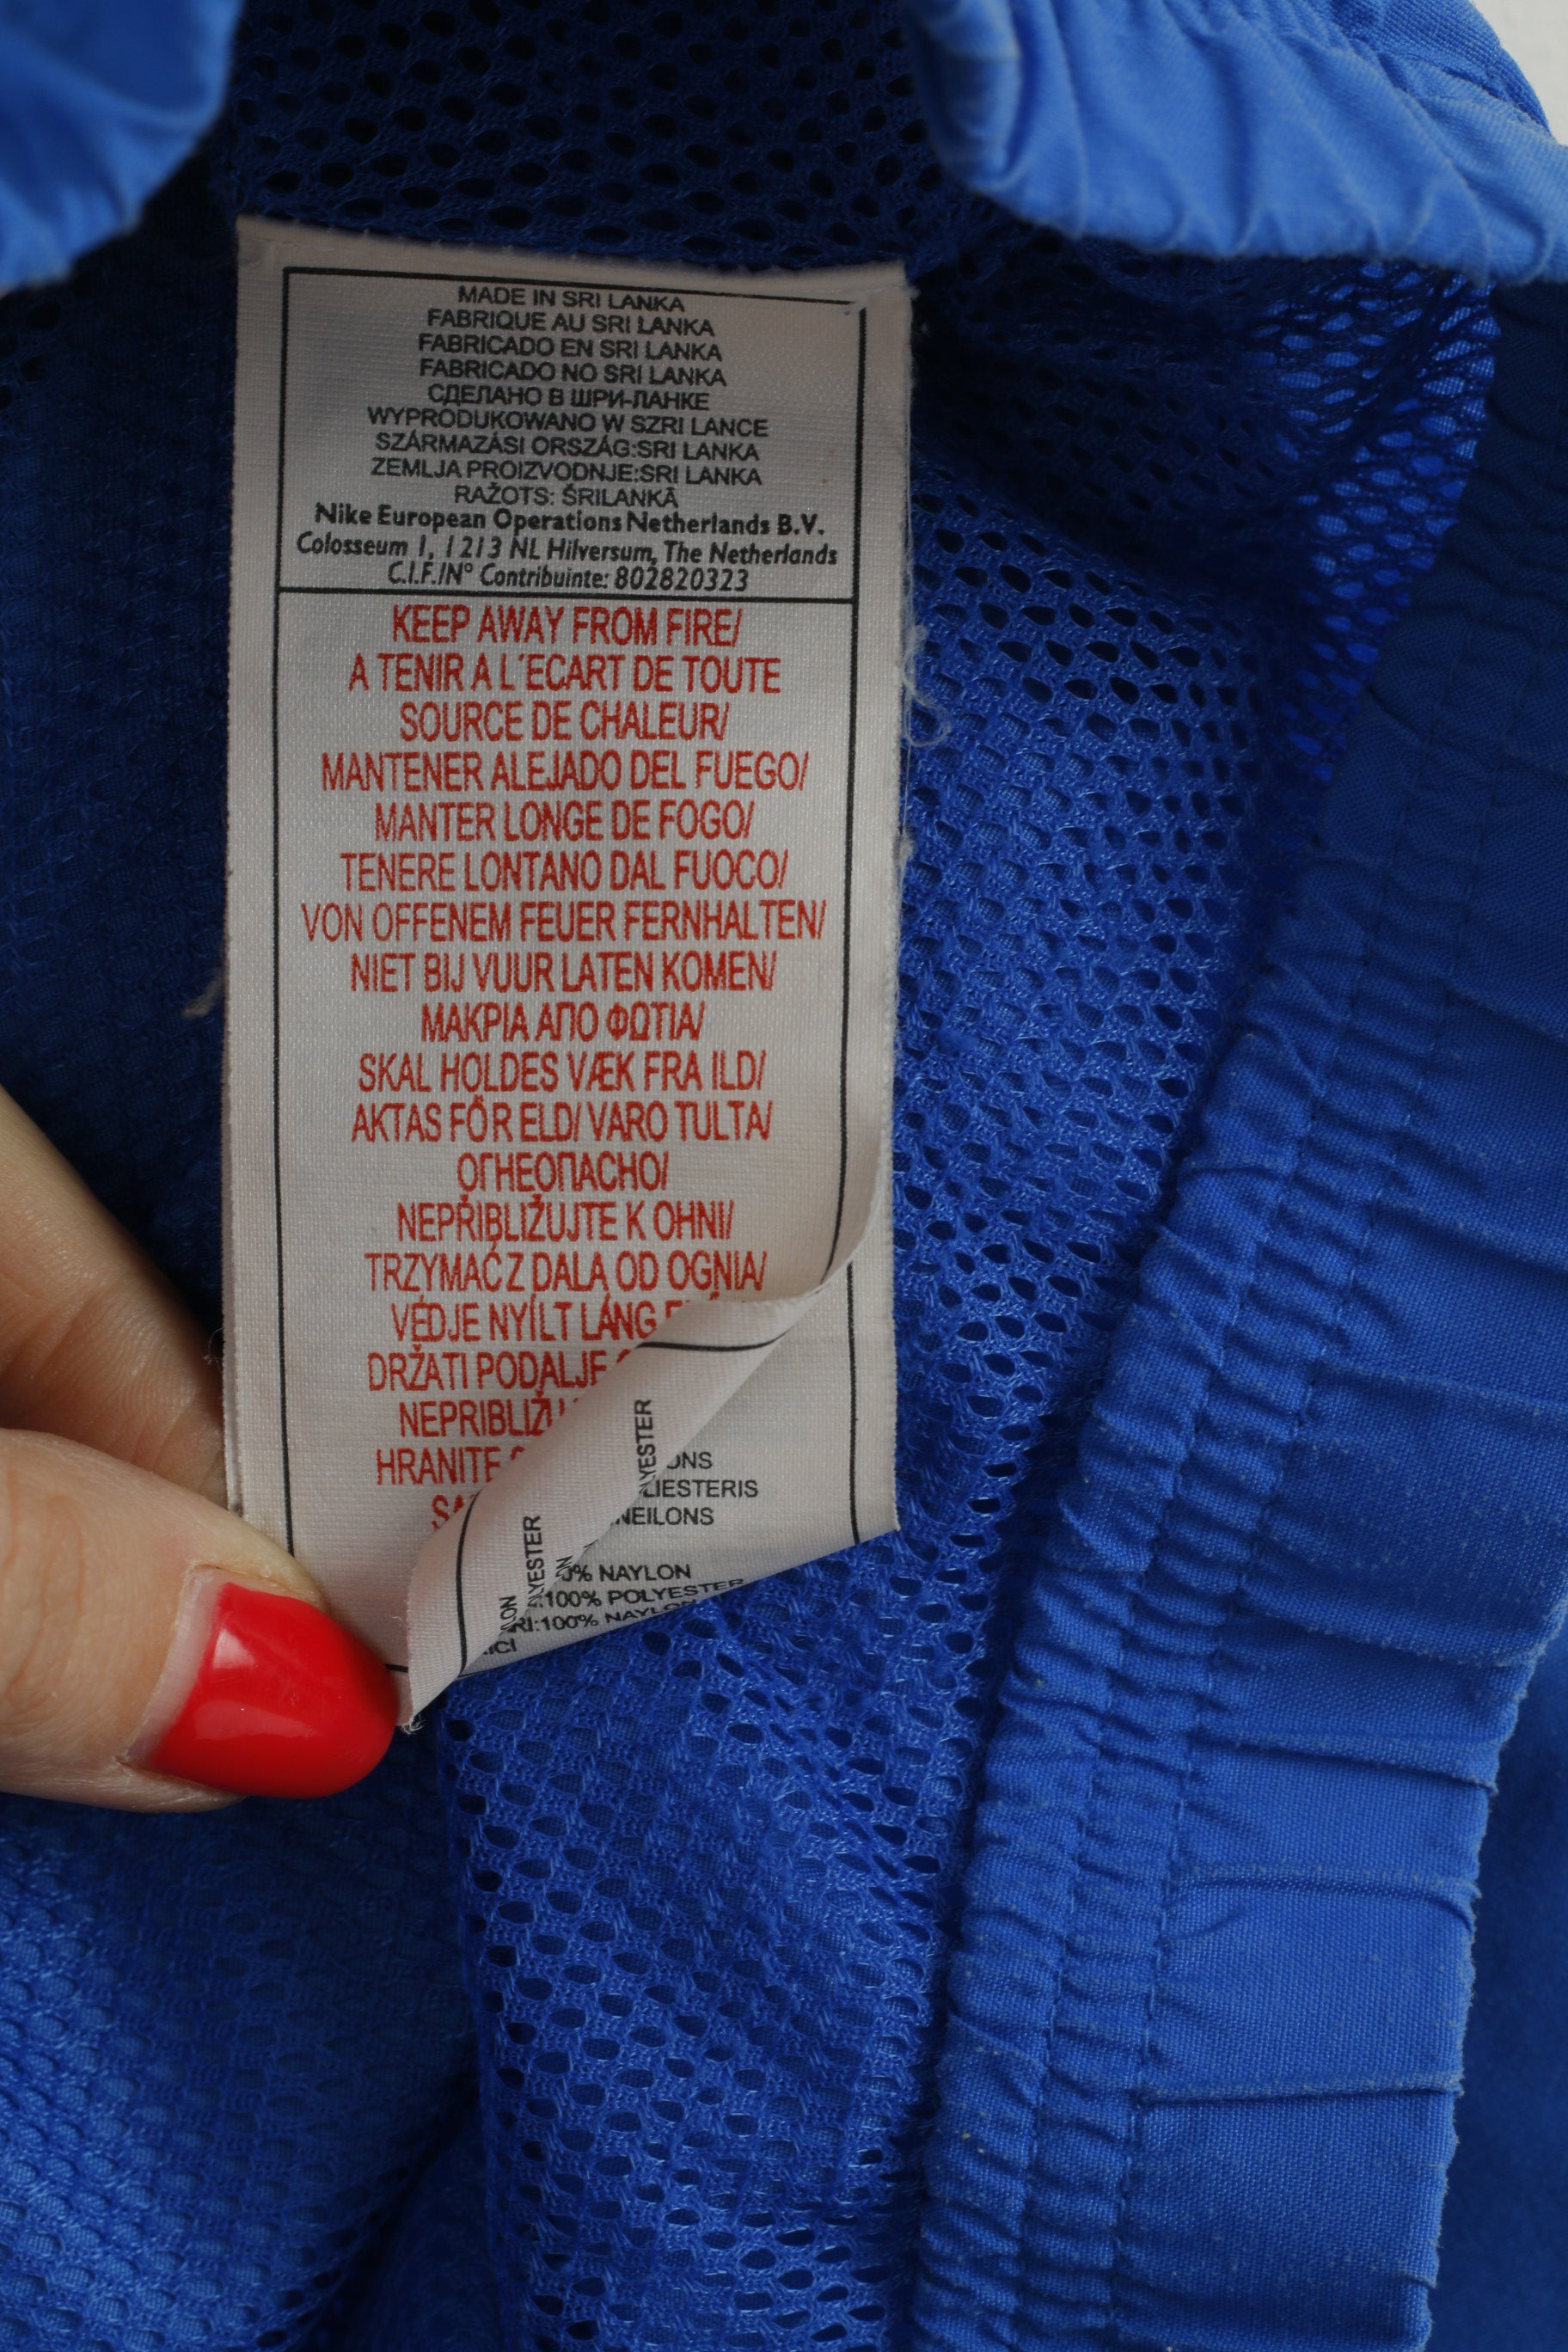 MADE IN SRI LANKA
FABRIQUE AU SRI LANKA
FABRICADO EN SRI LANKA
FABRICADO NO SRI LANKA
СДЕЛАНО В ШРИ-ЛАНКЕ
WYPRODUKOWANO W SZRI LANCE
SZÁRMAZÁSI ORSZÁG:SRI LANKA
ZEMLJA PROIZVODNJE:SRI LANKA
RAŽOTS: ŠRILANKĀ
Nike European Operations Netherlands B.V.
Colosseum 1, 1213 NL Hilversum, The Netherlands
C.I.F./N° Contribuinte: 802820323
KEEP AWAY FROM FIRE/
A TENIR A L'ECART DE TOUTE
SOURCE DE CHALEUR/
MANTENER ALEJADO DEL FUEGO/
MANTER LONGE DE FOGO/
TENERE LONTANO DAL FUOCO/
VON OFFENEM FEUER FERNHALTEN/
NIET BIJ VUUR LATEN KOMEN/
ΜΑΚΡΙΑ ΑΠΟ ΦΩΤΙΑ/
SKAL HOLDES VÆK FRA ILD/
AKTAS FÖR ELD/ VARO TULTA/
ОГНЕОПАСНО/
NEPŘIBLIŽUJTE K OHNI/
TRZYMAĆ Z DALA OD OGNIA/
VÉDJE NYÍLT LÁNG
DRŽATI PODALJE
HRANITE
YESTER
LIESTERIS
NEILONS
YESTER
% NAYLON
:100% POLYESTER
RI:100% NAYLON